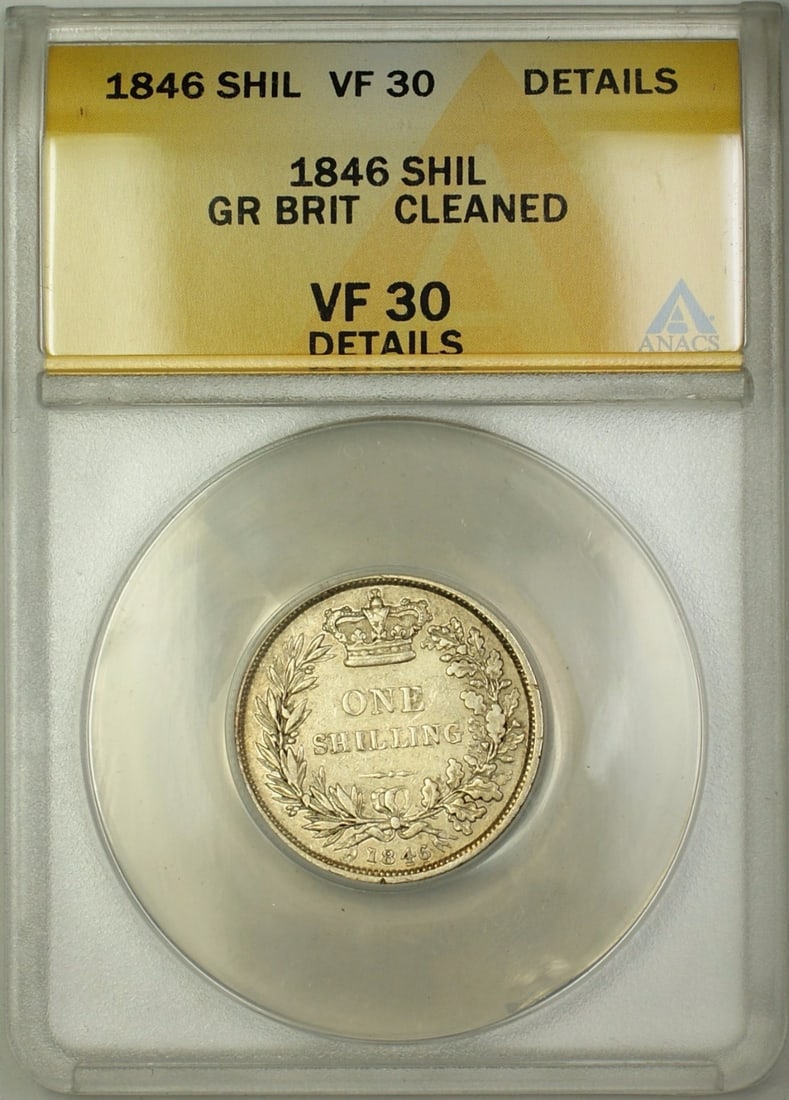 1846 SHIL VF 30 DETAILS
1846 SHIL
GR BRIT CLEANED
VF 30
DETAILS
ANACS
ONE
SHILLING
1846